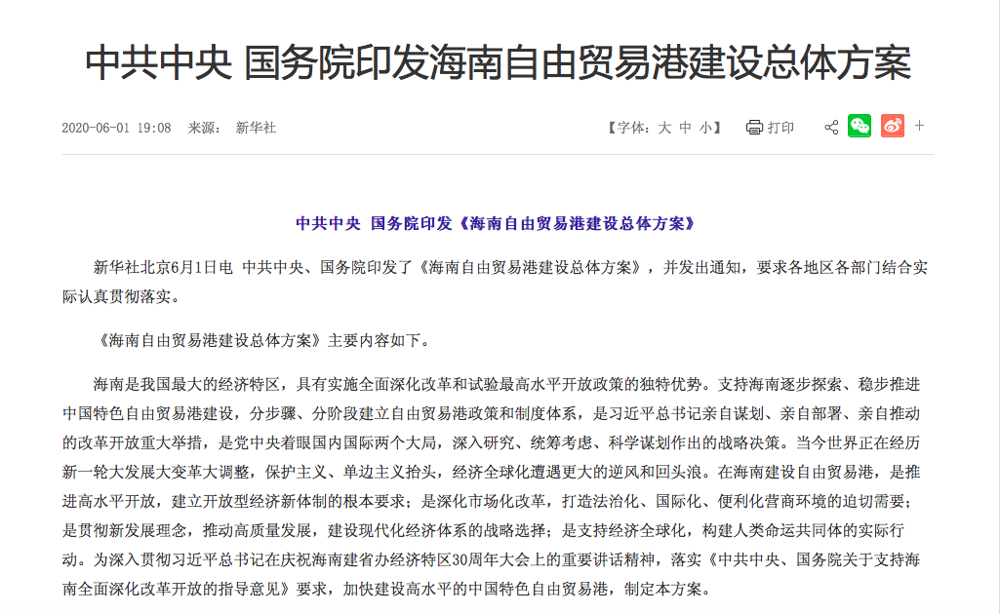 中共中央 国务院印发海南自由贸易港建设总体方案
2020-06-01 19:08 来源： 新华社 【字体：大 中 小】 打印
中共中央 国务院印发《海南自由贸易港建设总体方案》
新华社北京6月1日电 中共中央、国务院印发了《海南自由贸易港建设总体方案》，并发出通知，要求各地区各部门结合实
际认真贯彻落实。
《海南自由贸易港建设总体方案》主要内容如下。
海南是我国最大的经济特区，具有实施全面深化改革和试验最高水平开放政策的独特优势。支持海南逐步探索、稳步推进
中国特色自由贸易港建设，分步骤、分阶段建立自由贸易港政策和制度体系，是习近平总书记亲自谋划、亲自部署、亲自推动
的改革开放重大举措，是党中央着眼国内国际两个大局，深入研究、统筹考虑、科学谋划作出的战略决策。当今世界正在经历
新一轮大发展大变革大调整，保护主义、单边主义抬头，经济全球化遭遇更大的逆风和回头浪。在海南建设自由贸易港，是推
进高水平开放，建立开放型经济新体制的根本要求；是深化市场化改革，打造法治化、国际化、便利化营商环境的迫切需要；
是贯彻新发展理念，推动高质量发展，建设现代化经济体系的战略选择；是支持经济全球化，构建人类命运共同体的实际行
动。为深入贯彻习近平总书记在庆祝海南建省办经济特区30周年大会上的重要讲话精神，落实《中共中央、国务院关于支持海
南全面深化改革开放的指导意见》要求，加快建设高水平的中国特色自由贸易港，制定本方案。